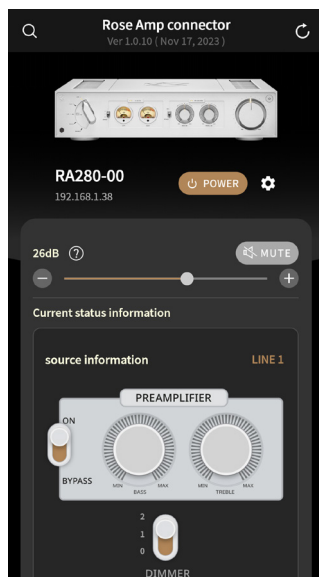 Rose Amp connector
Ver 1.0.10 ( Nov 17, 2023 )
RA280-00
192.168.1.38
POWER
26dB ?
MUTE
Current status information
source information
LINE 1
PREAMPLIFIER
ON
BYPASS
MIN MAX
BASS
MIN MAX
TREBLE
2
1
0
DIMMER